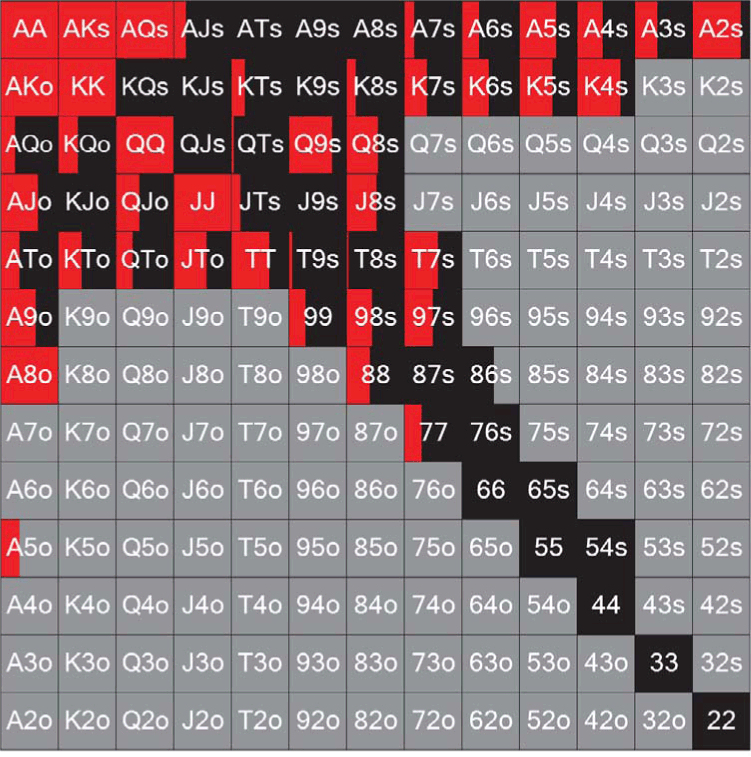 AA AKs AQs AJs ATs A9s A8s A7s A6s A5s A4s A3s A2s
AKo KK KQs KJs KTs K9s K8s K7s K6s K5s K4s K3s K2s
AQo KQo QQ QJs QTs Q9s Q8s Q7s Q6s Q5s Q4s Q3s Q2s
AJo KJo QJo JJ JTs J9s J8s J7s J6s J5s J4s J3s J2s
ATo KTo QTo JTo TT T9s T8s T7s T6s T5s T4s T3s T2s
A9o K9o Q9o J9o T9o 99 98s 97s 96s 95s 94s 93s 92s
A8o K8o Q8o J8o T8o 98o 88 87s 86s 85s 84s 83s 82s
A7o K7o Q7o J7o T7o 97o 87o 77 76s 75s 74s 73s 72s
A6o K6o Q6o J6o T6o 96o 86o 76o 66 65s 64s 63s 62s
A5o K5o Q5o J5o T5o 95o 85o 75o 65o 55 54s 53s 52s
A4o K4o Q4o J4o T4o 94o 84o 74o 64o 54o 44 43s 42s
A3o K3o Q3o J3o T3o 93o 83o 73o 63o 53o 43o 33 32s
A2o K2o Q2o J2o T2o 92o 82o 72o 62o 52o 42o 32o 22